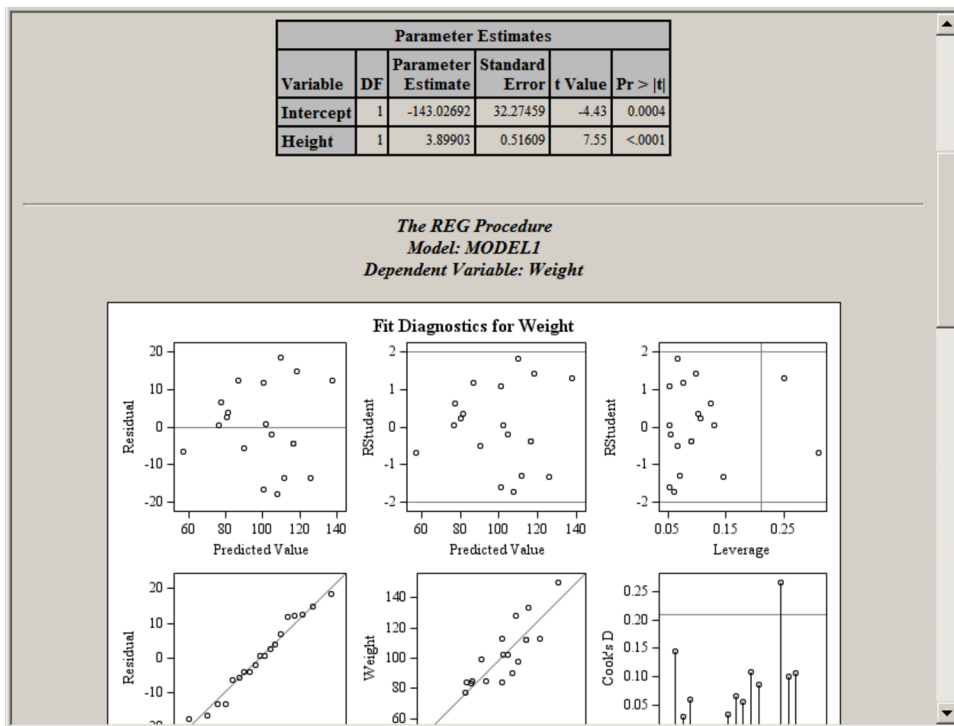 Parameter Estimates
Variable DF Parameter Estimate Standard Error t Value Pr > |t|
Intercept 1 -143.02692 32.27459 -4.43 0.0004
Height 1 3.89903 0.51609 7.55 <.0001
The REG Procedure
Model: MODEL1
Dependent Variable: Weight
Fit Diagnostics for Weight
Residual
20
10
0
-10
-20
60 80 100 120 140
Predicted Value
RStudent
2
1
0
-1
-2
60 80 100 120 140
Predicted Value
RStudent
2
1
0
-1
-2
0.05 0.15 0.25
Leverage
Residual
20
10
0
-10
-20
Weight
140
120
100
80
60
Cook's D
0.25
0.20
0.15
0.10
0.05